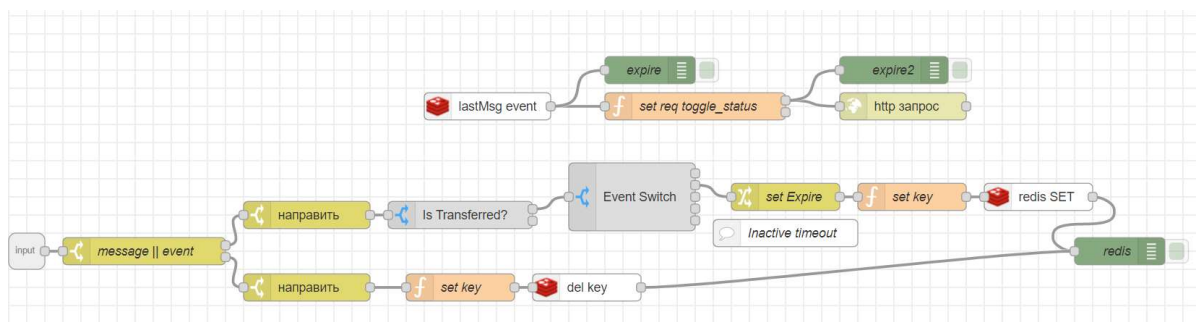 expire
expire2
lastMsg event
set req toggle_status
http запрос
Event Switch
set Expire
set key
redis SET
направить
Is Transferred?
Inactive timeout
input
message || event
redis
направить
set key
del key